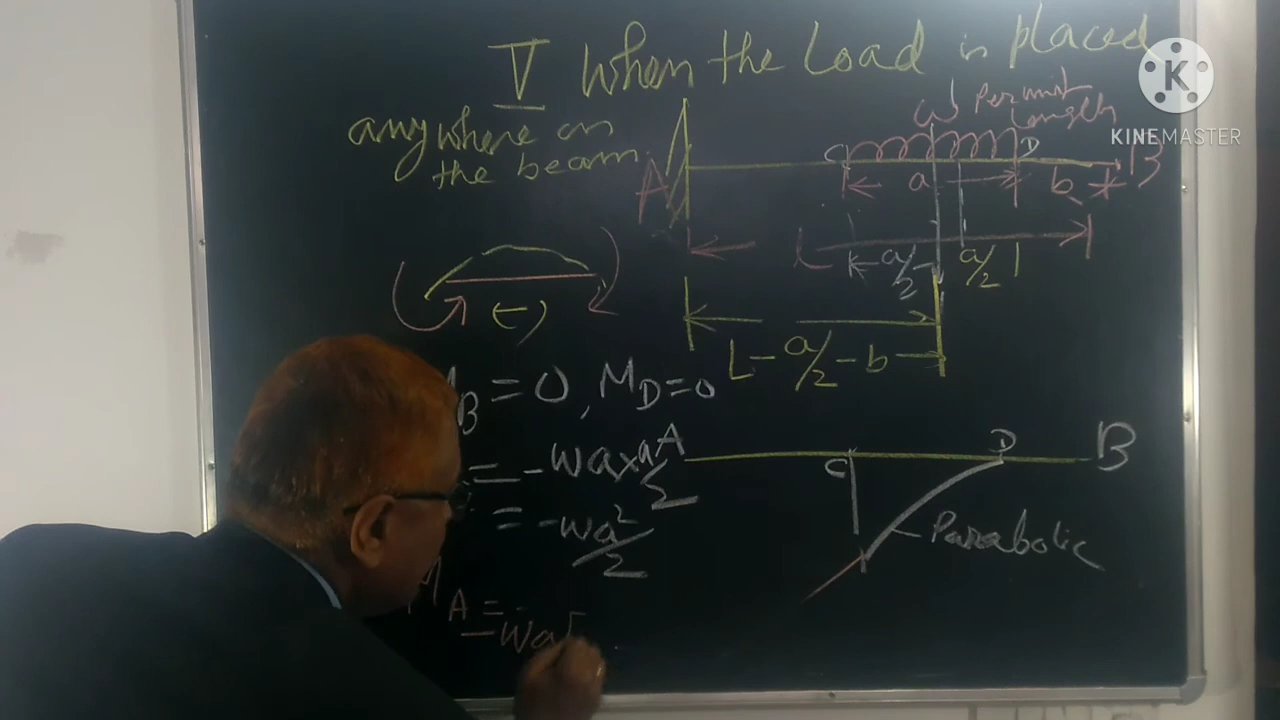 V When the Load is placed
anywhere on
the beam
W per unit
Length
A
C
D
B
a
b
L
a/2
a/2
(-)
L - a/2 - b
M_B = 0, M_D = 0
= -wa×a/2
= -wa²/2
M_A =
-wa[
A
C
D
B
Parabolic
K
KINEMASTER